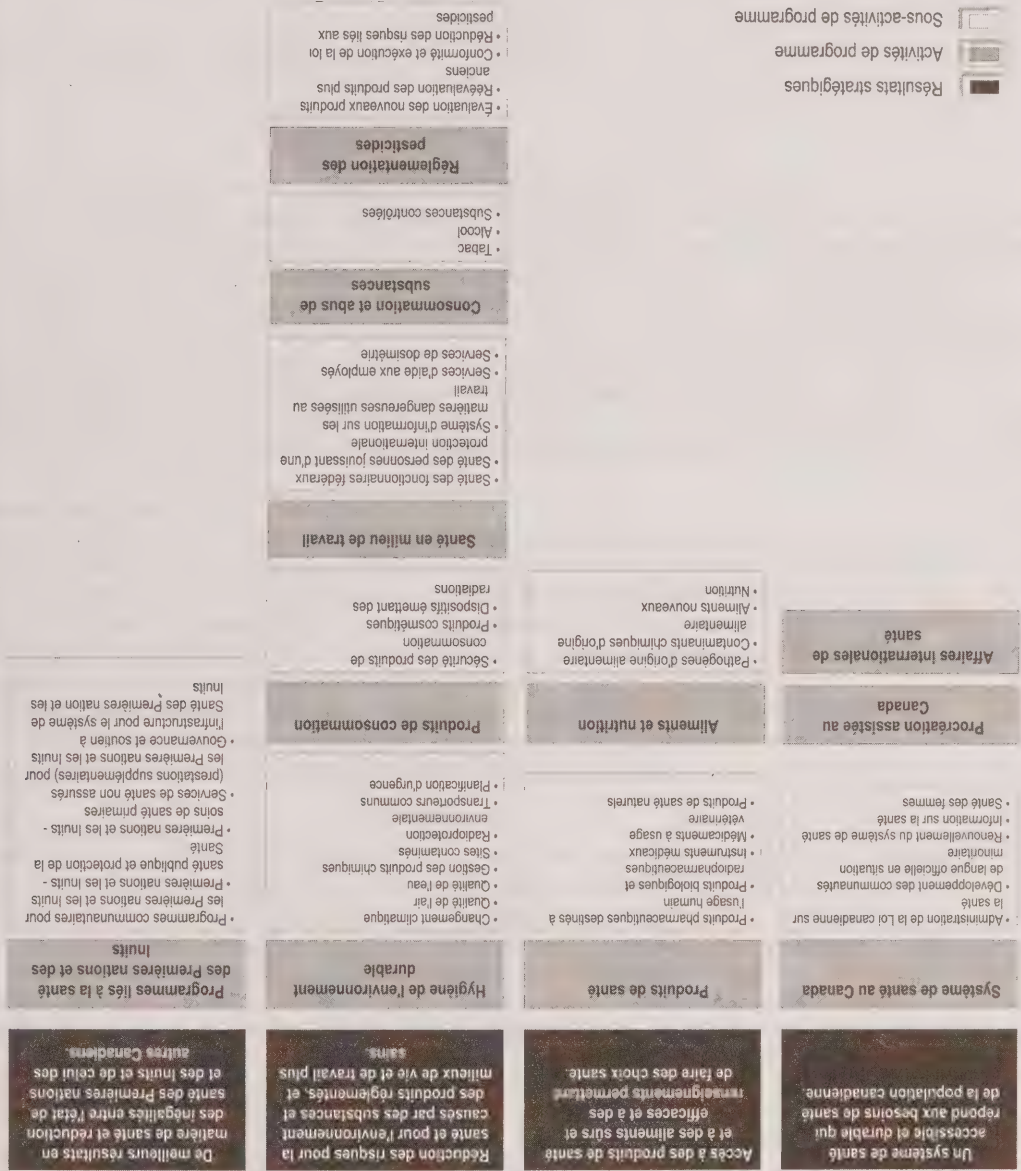 Un système de santé
accessible et durable qui
répond aux besoins de santé
de la population canadienne.
Système de santé au Canada
• Administration de la Loi canadienne sur
la santé
• Développement des communautés
de langue officielle en situation
minoritaire
• Renouvellement du système de santé
• Information sur la santé
• Santé des femmes
Procréation assistée au
Canada
Affaires internationales de
santé
Accès à des produits de santé
et à des aliments sûrs et
efficaces et à des
renseignements permettant
de faire des choix santé.
Produits de santé
• Produits pharmaceutiques destinés à
l'usage humain
• Produits biologiques et
radiopharmaceutiques
• Instruments médicaux
• Médicaments à usage
vétérinaire
• Produits de santé naturels
Aliments et nutrition
• Pathogènes d'origine alimentaire
• Contaminants chimiques d'origine
alimentaire
• Aliments nouveaux
• Nutrition
Réduction des risques pour la
santé et pour l'environnement
causés par des substances et
des produits réglementés, et
milieux de vie et de travail plus
sains.
Hygiène de l'environnement
durable
• Changement climatique
• Qualité de l'air
• Qualité de l'eau
• Gestion des produits chimiques
• Sites contaminés
• Radioprotection
environnementale
• Transporteurs communs
• Planification d'urgence
Produits de consommation
• Sécurité des produits de
consommation
• Produits cosmétiques
• Dispositifs émettant des
radiations
Santé en milieu de travail
• Santé des fonctionnaires fédéraux
• Santé des personnes jouissant d'une
protection internationale
• Système d'information sur les
matières dangereuses utilisées au
travail
• Services d'aide aux employés
• Services de dosimétrie
Consommation et abus de
substances
• Tabac
• Alcool
• Substances contrôlées
Réglementation des
pesticides
• Évaluation des nouveaux produits
• Réévaluation des produits plus
anciens
• Conformité et exécution de la loi
• Réduction des risques liés aux
pesticides
De meilleurs résultats en
matière de santé et réduction
des inégalités entre l'état de
santé des Premières nations
et des Inuits et de celui des
autres Canadiens.
Programmes liés à la santé
des Premières nations et des
Inuits
• Programmes communautaires pour
les Premières nations et les Inuits
• Premières nations et les Inuits -
santé publique et protection de la
Santé
• Premières nations et les Inuits -
soins de santé primaires
• Services de santé non assurés
(prestations supplémentaires) pour
les Premières nations et les Inuits
• Gouvernance et soutien à
l'infrastructure pour le système de
Santé des Premières nation et les
Inuits
Résultats stratégiques
Activités de programme
Sous-activités de programme